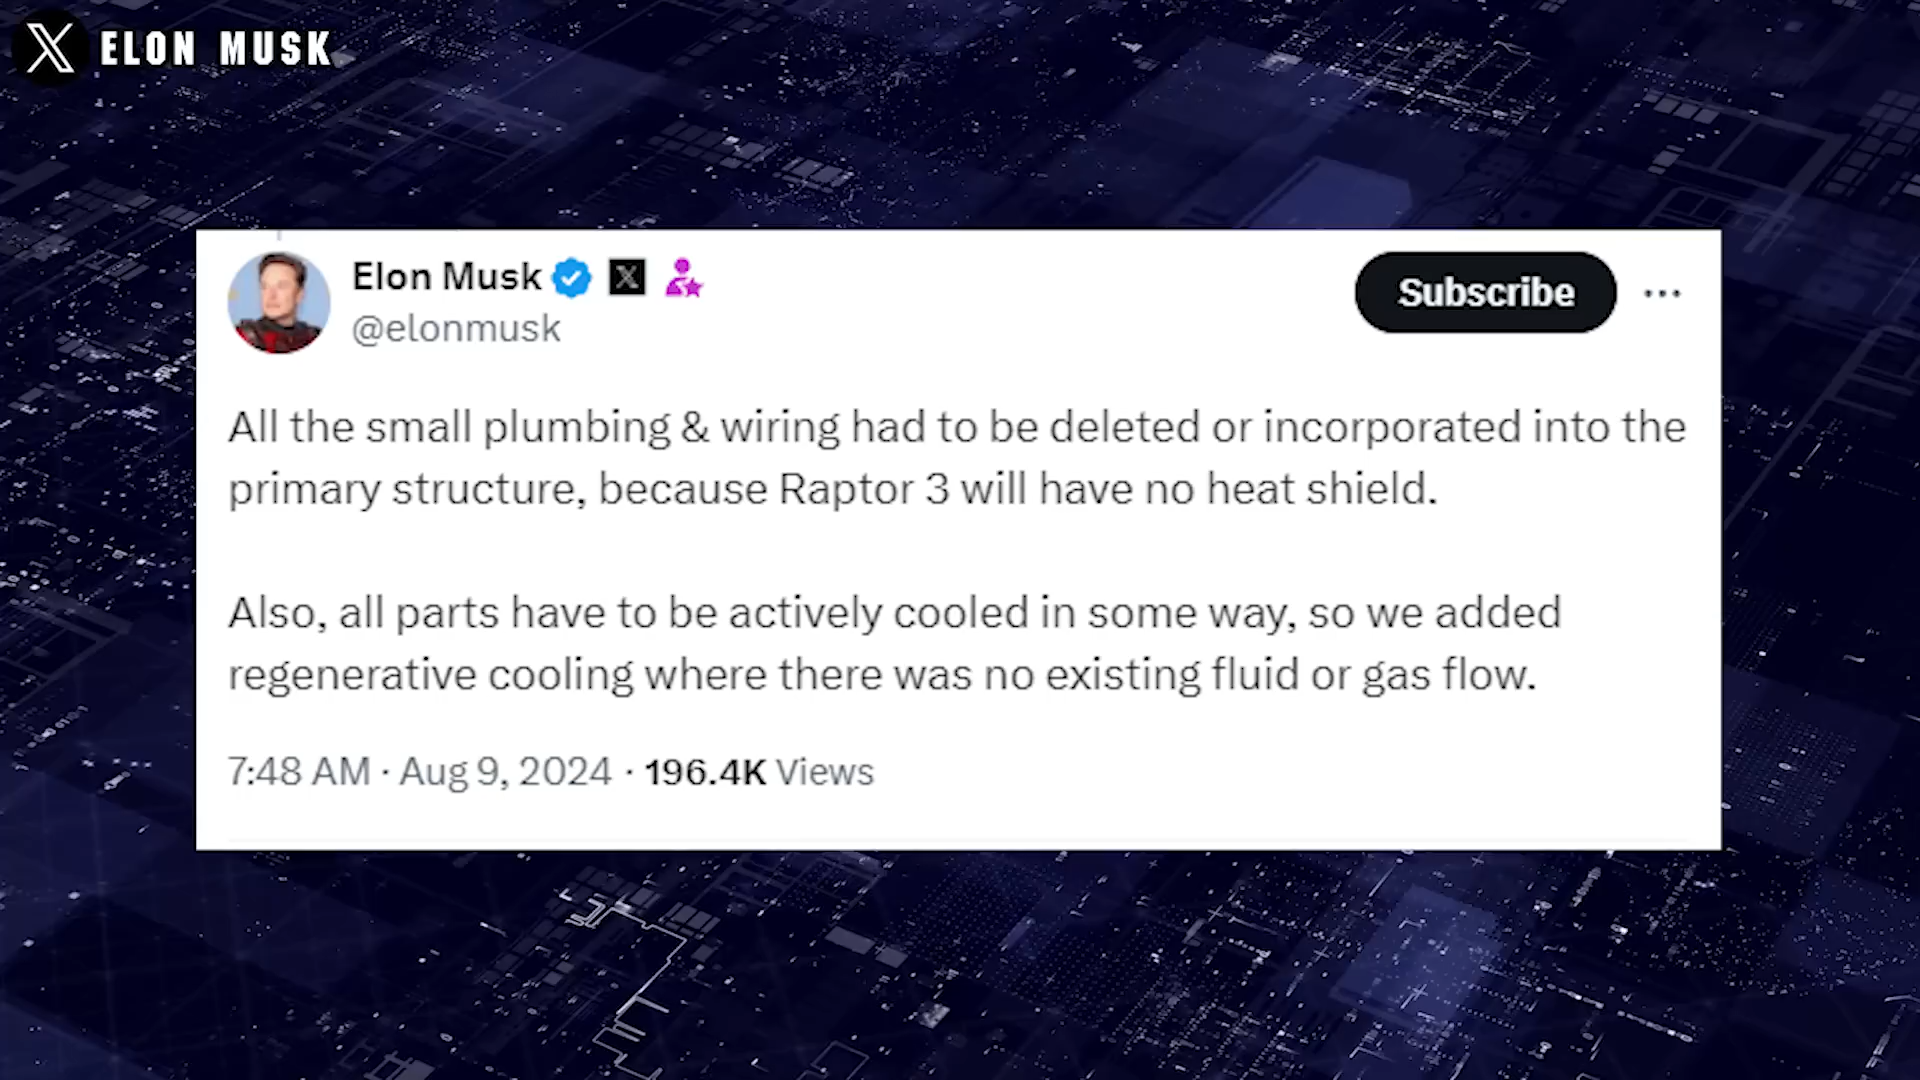 X ELON MUSK
Elon Musk
@elonmusk
Subscribe
All the small plumbing & wiring had to be deleted or incorporated into the
primary structure, because Raptor 3 will have no heat shield.
Also, all parts have to be actively cooled in some way, so we added
regenerative cooling where there was no existing fluid or gas flow.
7:48 AM · Aug 9, 2024 · 196.4K Views